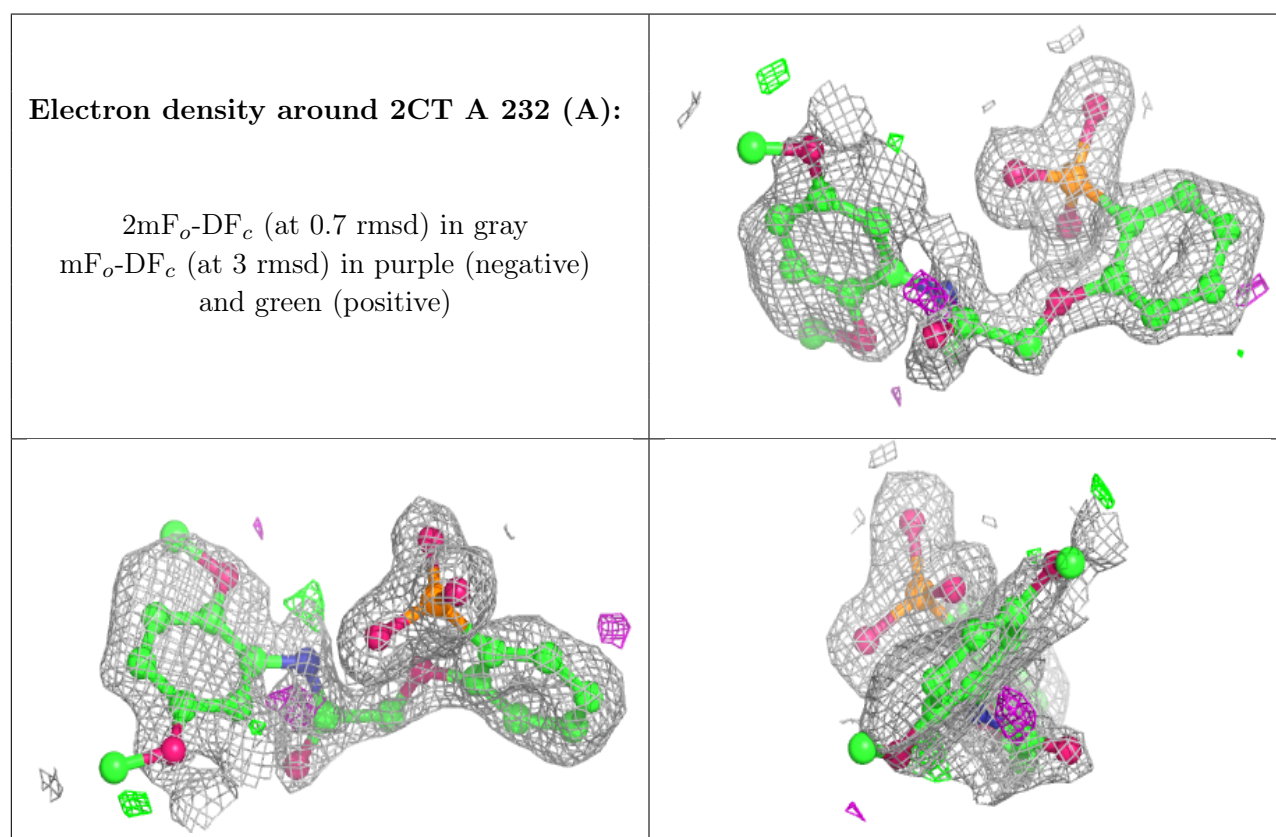 Electron density around 2CT A 232 (A):
2mFo-DFc (at 0.7 rmsd) in gray
mFo-DFc (at 3 rmsd) in purple (negative)
and green (positive)